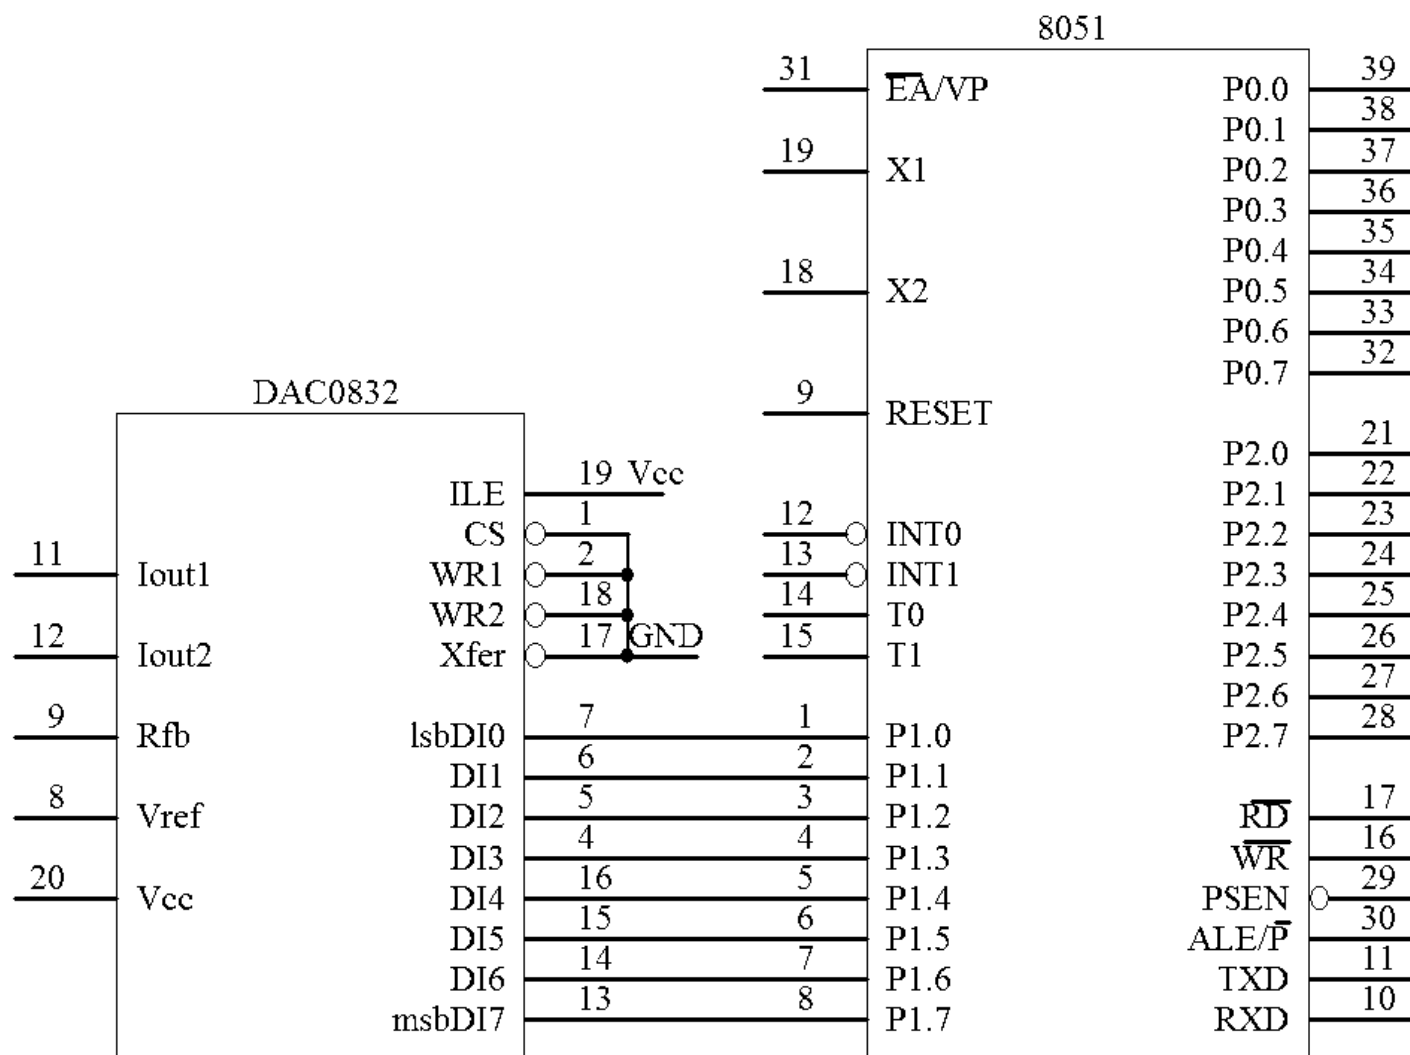 8051
31 EA/VP P0.0 39
P0.1 38
19 X1 P0.2 37
P0.3 36
P0.4 35
18 X2 P0.5 34
P0.6 33
P0.7 32
DAC0832
9 RESET
P2.0 21
ILE 19 Vcc P2.1 22
CS 1 12 INT0 P2.2 23
11 Iout1 WR1 2 13 INT1 P2.3 24
WR2 18 14 T0 P2.4 25
12 Iout2 Xfer 17 GND 15 T1 P2.5 26
P2.6 27
9 Rfb lsbDI0 7 1 P1.0 P2.7 28
DI1 6 2 P1.1
8 Vref DI2 5 3 P1.2 RD 17
DI3 4 4 P1.3 WR 16
20 Vcc DI4 16 5 P1.4 PSEN 29
DI5 15 6 P1.5 ALE/P 30
DI6 14 7 P1.6 TXD 11
msbDI7 13 8 P1.7 RXD 10